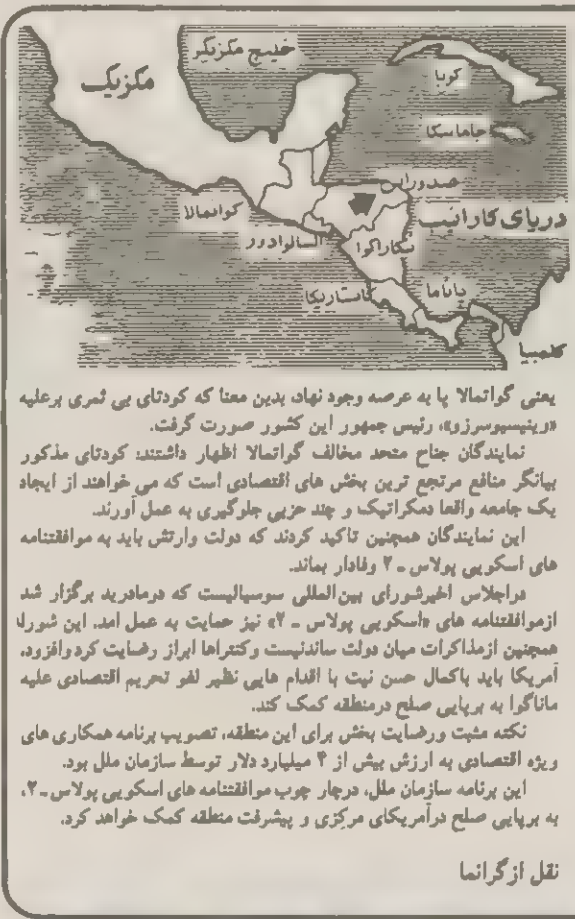 خلیج مکزیک
مکزیک
کوبا
جاماسکا
هندوراس
دریای کارائیب
گواتمالا
السالوادور
نیکاراگوا
کاستاریکا
پاناما
کلمبیا
یعنی گواتمالا پا به عرصه وجود نهاد، بدین معنا که کودتای بی ثمری برعلیه
«وینیسیوسرزو»، رئیس جمهور این کشور صورت گرفت.
نمایندگان جناح متحد مخالف گواتمالا اظهار داشتند: کودتای مذکور
بیانگر منافع مرتجع ترین بخش های اقتصادی است که می خواهند از ایجاد
یک جامعه واقعا دمکراتیک و چند حزبی جلوگیری به عمل آورند.
این نمایندگان همچنین تاکید کردند که دولت وارتش باید به موافقتنامه
های اسکویی پولاس ـ ۲ وفادار بماند.
دراجلاس اخیرشورای بین‌المللی سوسیالیست که درمادرید برگزار شد
ازموافقتنامه های «اسکویی پولاس ـ ۲» نیز حمایت به عمل امد. این شورا،
همچنین ازمذاکرات میان دولت ساندنیست وکنتراها ابراز رضایت کرد وافزود،
آمریکا باید باکمال حسن نیت با اقدام هایی نظیر لغو تحریم اقتصادی علیه
ماناگوا به برپایی صلح درمنطقه کمک کند.
نکته مثبت ورضایت بخش برای این منطقه، تصویب برنامه همکاری های
ویژه اقتصادی به ارزش بیش از ۴ میلیارد دلار توسط سازمان ملل بود.
این برنامه سازمان ملل، درچار چوب موافقتنامه های اسکویی پولاس ـ ۲،
به برپایی صلح درآمریکای مرکزی و پیشرفت منطقه کمک خواهد کرد.
نقل ازگرانما